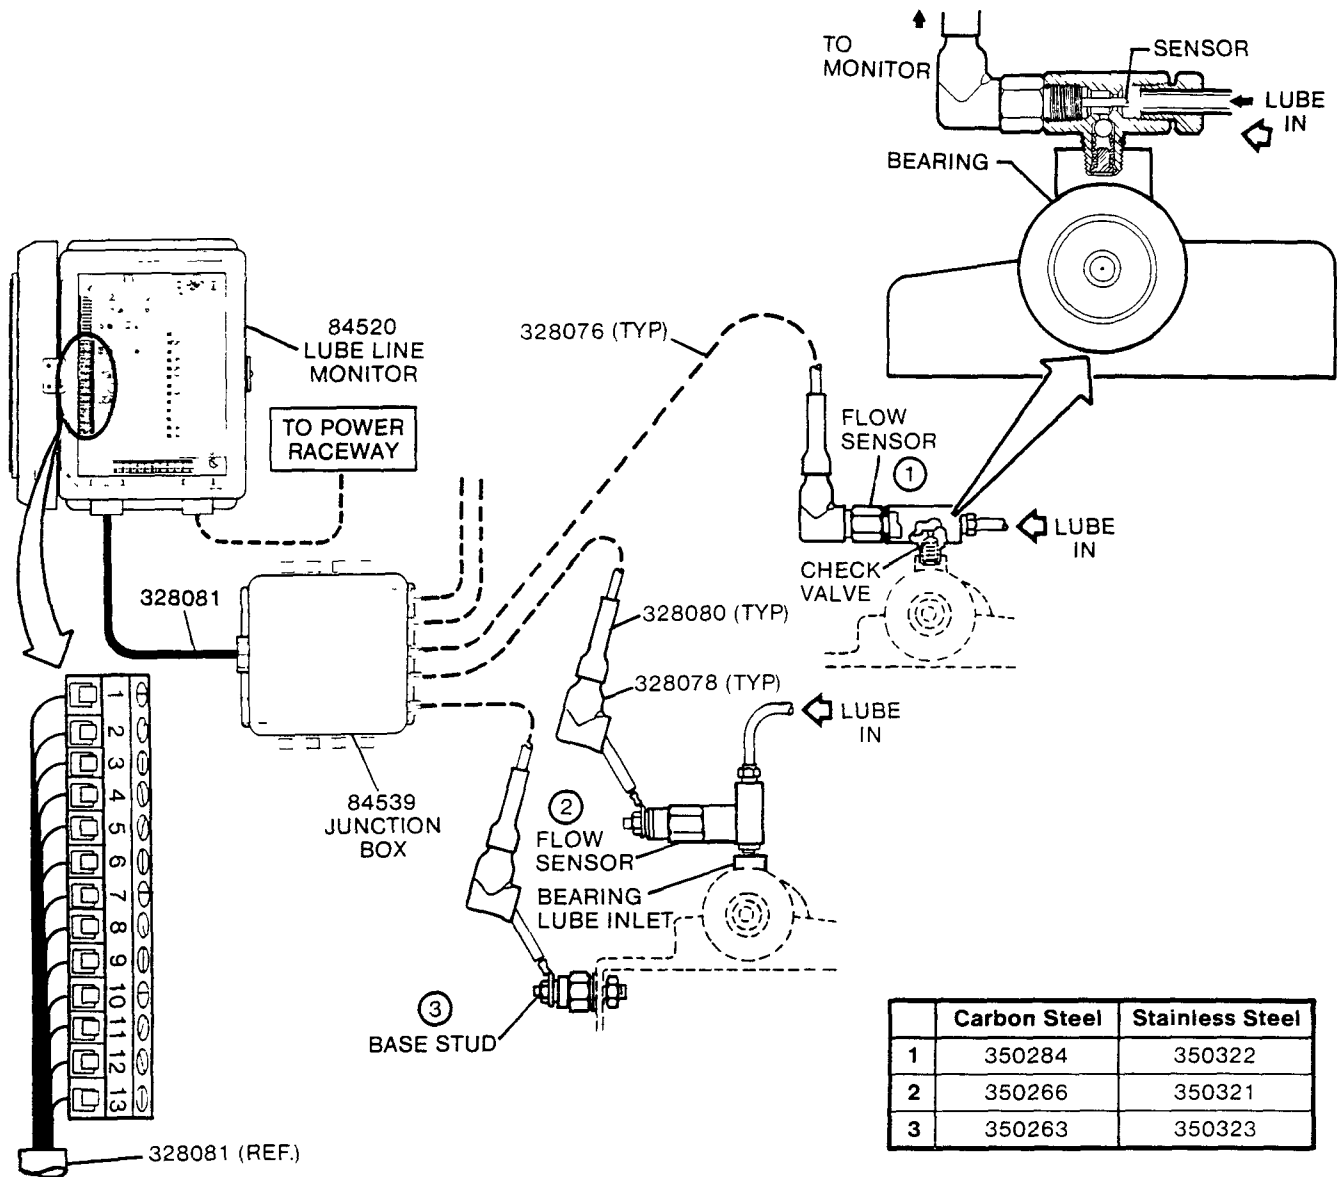 TO
MONITOR
SENSOR
LUBE
IN
BEARING
84520
LUBE LINE
MONITOR
328076 (TYP)
TO POWER
RACEWAY
FLOW
SENSOR
1
LUBE
IN
CHECK
VALVE
328081
328080 (TYP)
328078 (TYP)
LUBE
IN
84539
JUNCTION
BOX
2
FLOW
SENSOR
BEARING
LUBE INLET
3
BASE STUD
1
2
3
4
5
6
7
8
9
10
11
12
13
328081 (REF.)
Carbon Steel Stainless Steel
1 350284 350322
2 350266 350321
3 350263 350323